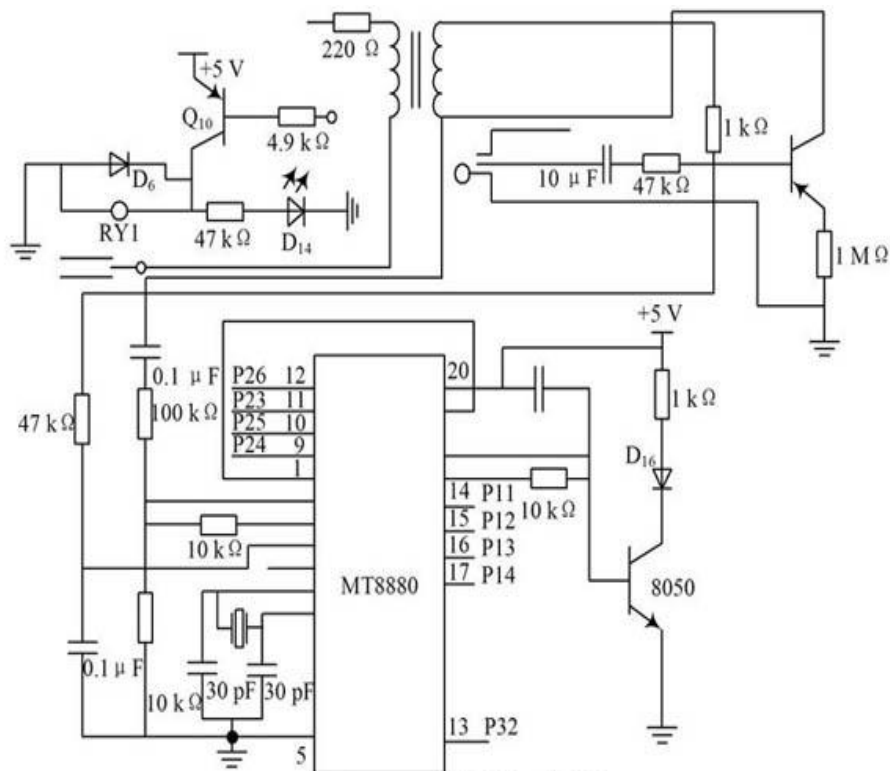 220 Ω
+5 V
Q10
4.9 kΩ
1 kΩ
D6
10 μF
47 kΩ
RY1
47 kΩ
D14
1 MΩ
+5 V
0.1 μF
P26 12
20
P23 11
100 kΩ
1 kΩ
47 kΩ
P25 10
P24 9
D16
1
14 P11
10 kΩ
15 P12
10 kΩ
16 P13
17 P14
MT8880
8050
0.1 μF
30 pF
30 pF
10 kΩ
13 P32
5